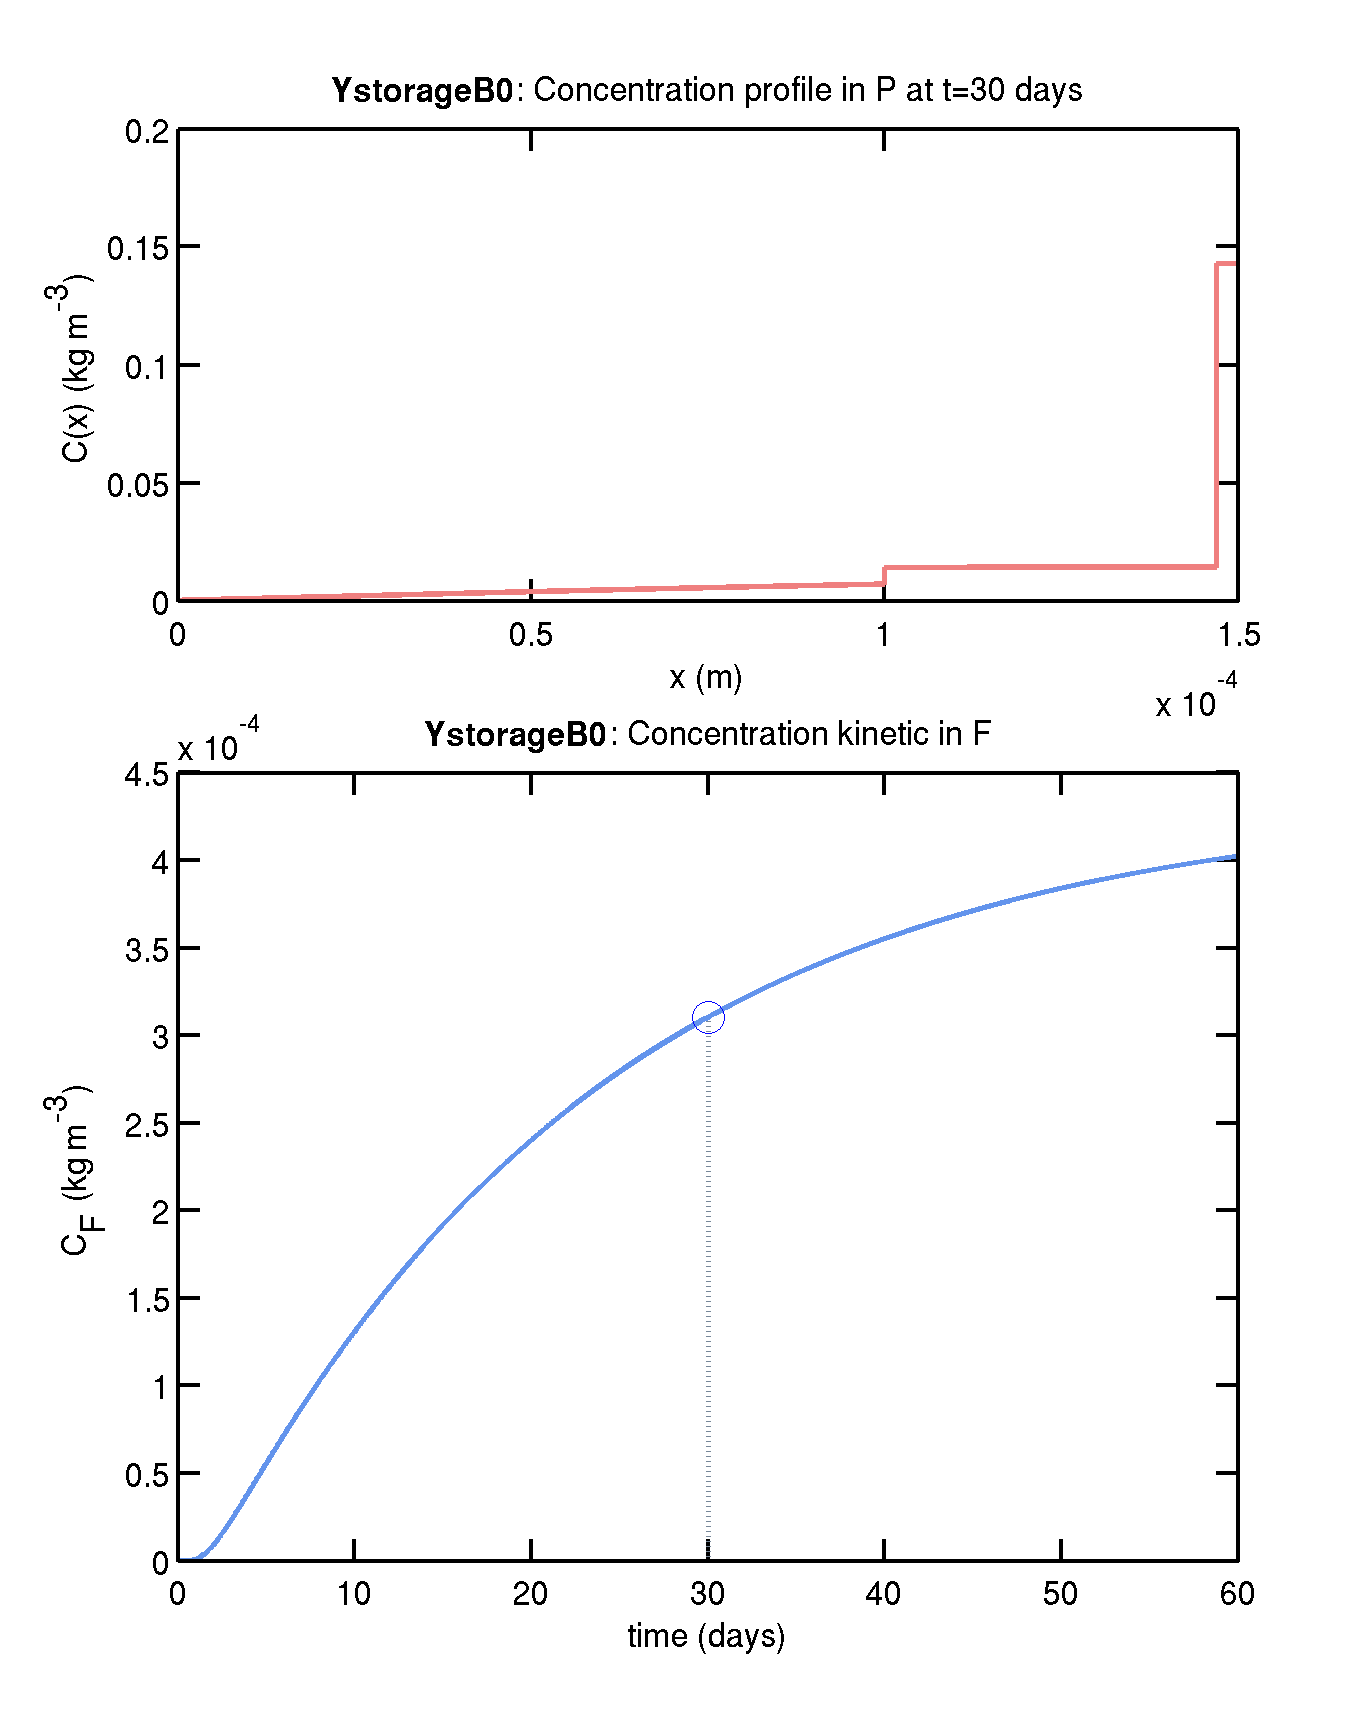 YstorageB0: Concentration profile in P at t=30 days
0.2
0.15
0.1
0.05
0
C(x) (kg m-3)
0 0.5 1 1.5
x (m)
x 10-4
YstorageB0: Concentration kinetic in F
x 10-4
4.5
4
3.5
3
2.5
2
1.5
1
0.5
0
CF (kg m-3)
0 10 20 30 40 50 60
time (days)